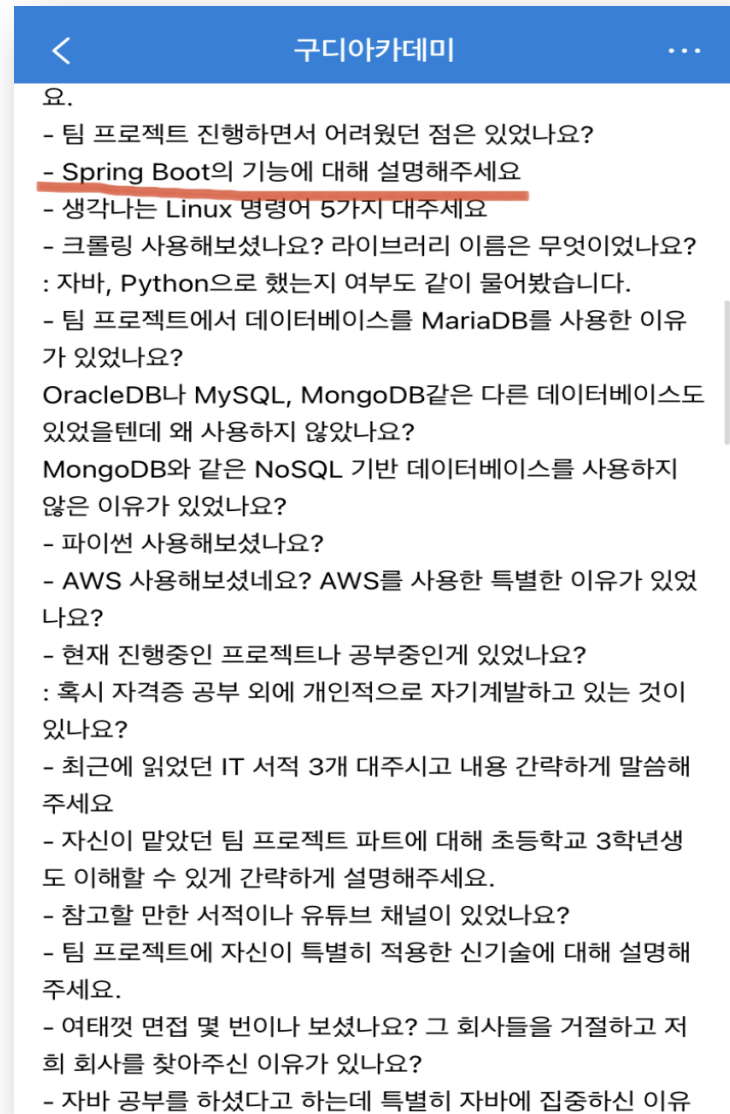 구디아카데미
요.
- 팀 프로젝트 진행하면서 어려웠던 점은 있었나요?
- Spring Boot의 기능에 대해 설명해주세요
- 생각나는 Linux 명령어 5가지 대주세요
- 크롤링 사용해보셨나요? 라이브러리 이름은 무엇이었나요?
: 자바, Python으로 했는지 여부도 같이 물어봤습니다.
- 팀 프로젝트에서 데이터베이스를 MariaDB를 사용한 이유
가 있었나요?
OracleDB나 MySQL, MongoDB같은 다른 데이터베이스도
있었을텐데 왜 사용하지 않았나요?
MongoDB와 같은 NoSQL 기반 데이터베이스를 사용하지
않은 이유가 있었나요?
- 파이썬 사용해보셨나요?
- AWS 사용해보셨네요? AWS를 사용한 특별한 이유가 있었
나요?
- 현재 진행중인 프로젝트나 공부중인게 있었나요?
: 혹시 자격증 공부 외에 개인적으로 자기계발하고 있는 것이
있나요?
- 최근에 읽었던 IT 서적 3개 대주시고 내용 간략하게 말씀해
주세요
- 자신이 맡았던 팀 프로젝트 파트에 대해 초등학교 3학년생
도 이해할 수 있게 간략하게 설명해주세요.
- 참고할 만한 서적이나 유튜브 채널이 있었나요?
- 팀 프로젝트에 자신이 특별히 적용한 신기술에 대해 설명해
주세요.
- 여태껏 면접 몇 번이나 보셨나요? 그 회사들을 거절하고 저
희 회사를 찾아주신 이유가 있나요?
- 자바 공부를 하셨다고 하는데 특별히 자바에 집중하신 이유